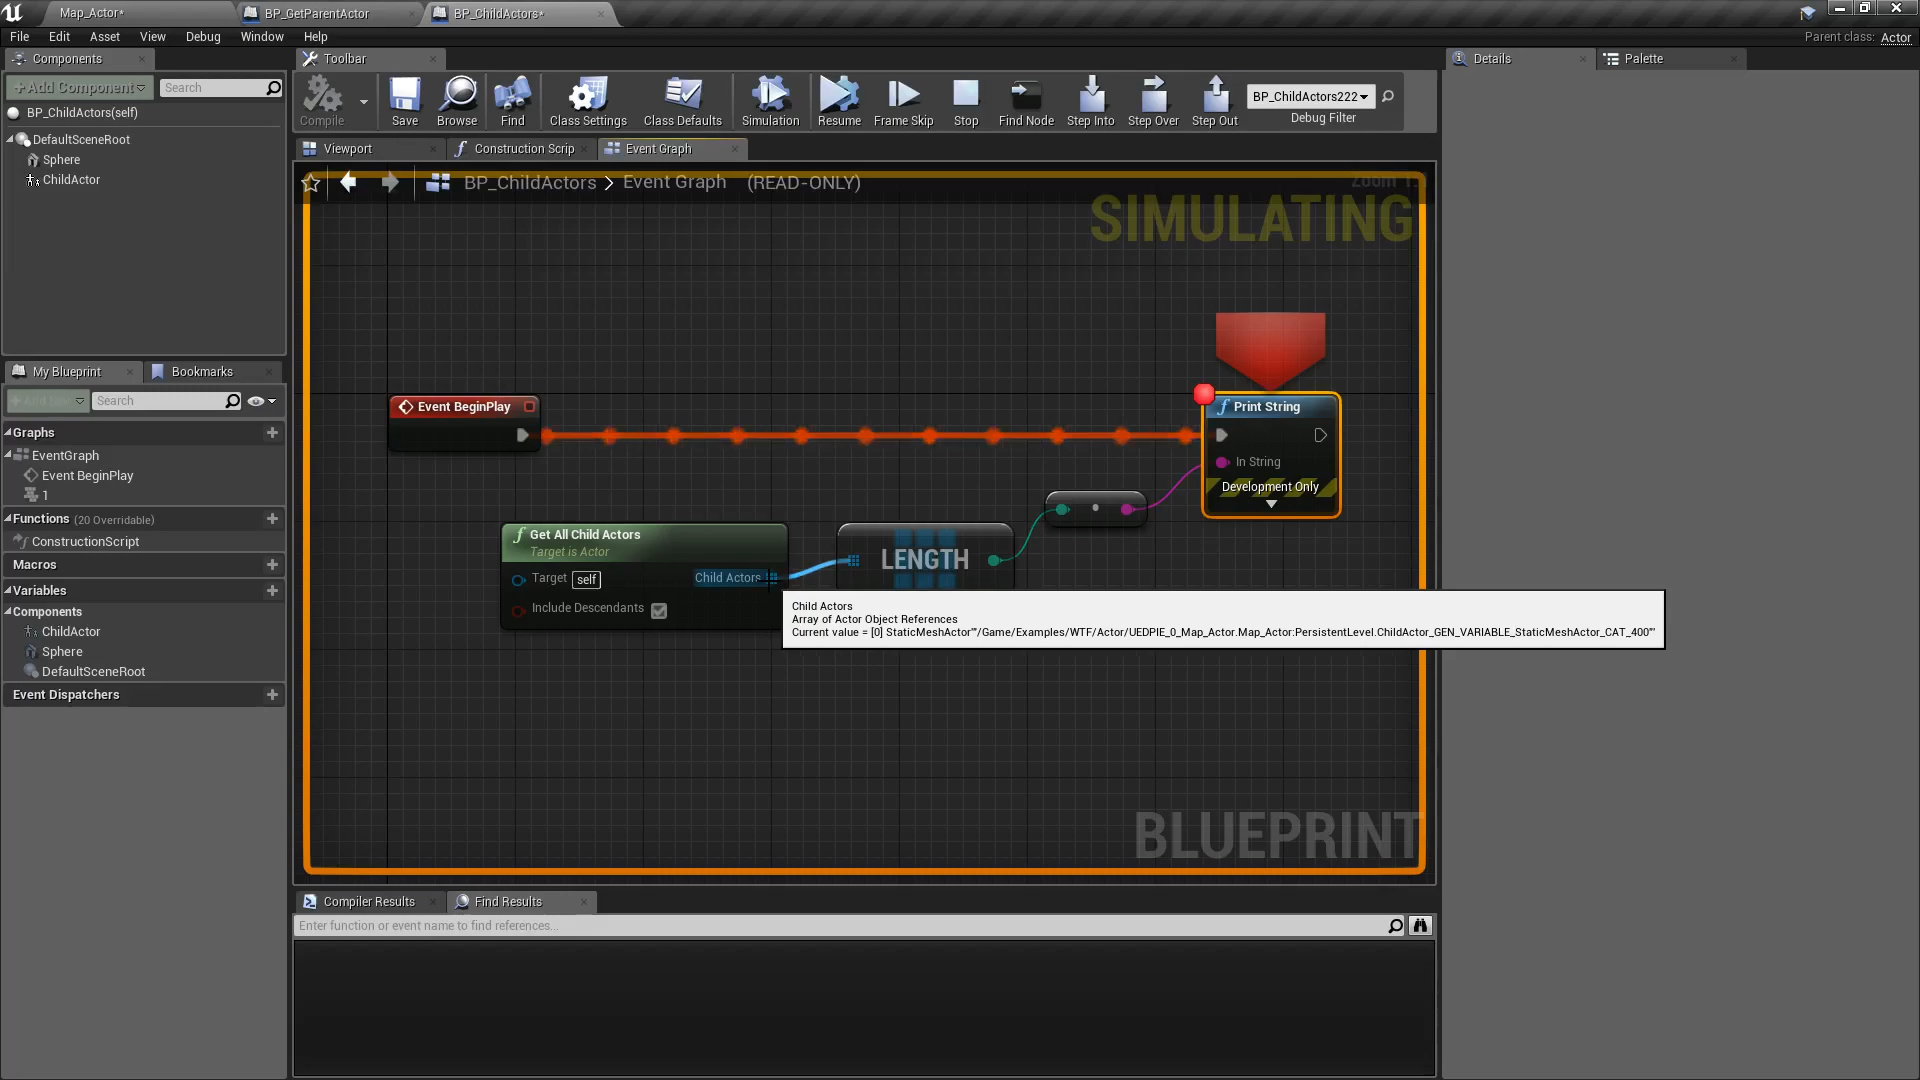 Map_Actor*
BP_GetParentActor
BP_ChildActors*
File Edit Asset View Debug Window Help
Parent class: Actor
Components
Toolbar
Details
Palette
+Add Component
Search
BP_ChildActors(self)
DefaultSceneRoot
Sphere
ChildActor
Compile
Save
Browse
Find
Class Settings
Class Defaults
Simulation
Resume
Frame Skip
Stop
Find Node
Step Into
Step Over
Step Out
BP_ChildActors222
Debug Filter
Viewport
Construction Scrip
Event Graph
BP_ChildActors > Event Graph (READ-ONLY)
SIMULATING
My Blueprint
Bookmarks
Search
Graphs
EventGraph
Event BeginPlay
1
Functions (20 Overridable)
ConstructionScript
Macros
Variables
Components
ChildActor
Sphere
DefaultSceneRoot
Event Dispatchers
Event BeginPlay
Print String
In String
Development Only
Get All Child Actors
Target is Actor
Target self
Child Actors
Include Descendants
LENGTH
Child Actors
Array of Actor Object References
Current value = [0] StaticMeshActor'"/Game/Examples/WTF/Actor/UEDPIE_0_Map_Actor.Map_Actor:PersistentLevel.ChildActor_GEN_VARIABLE_StaticMeshActor_CAT_400"'
BLUEPRINT
Compiler Results
Find Results
Enter function or event name to find references...